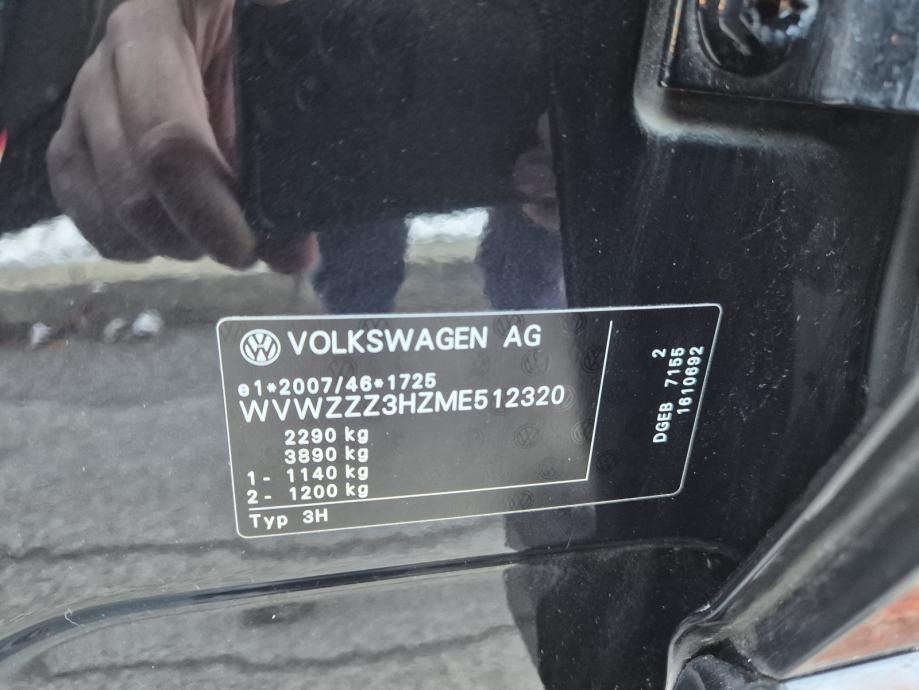 VOLKSWAGEN AG
e1*2007/46*1725
WVWZZZ3HZME512320
2290 kg
3890 kg
1- 1140 kg
2- 1200 kg
Typ 3H
2
DGEB 7155
1610692